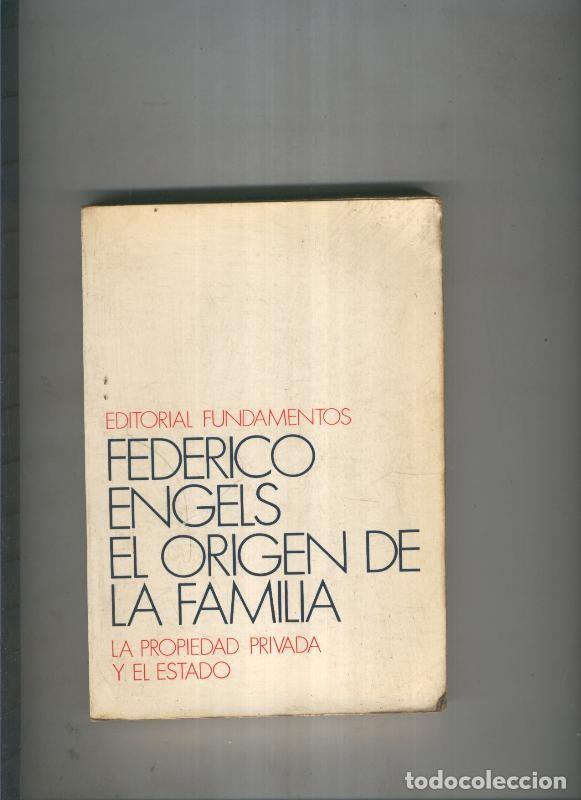 EDITORIAL FUNDAMENTOS
FEDERICO
ENGELS
EL ORIGEN DE
LA FAMILIA
LA PROPIEDAD PRIVADA
Y EL ESTADO
todocoleccion